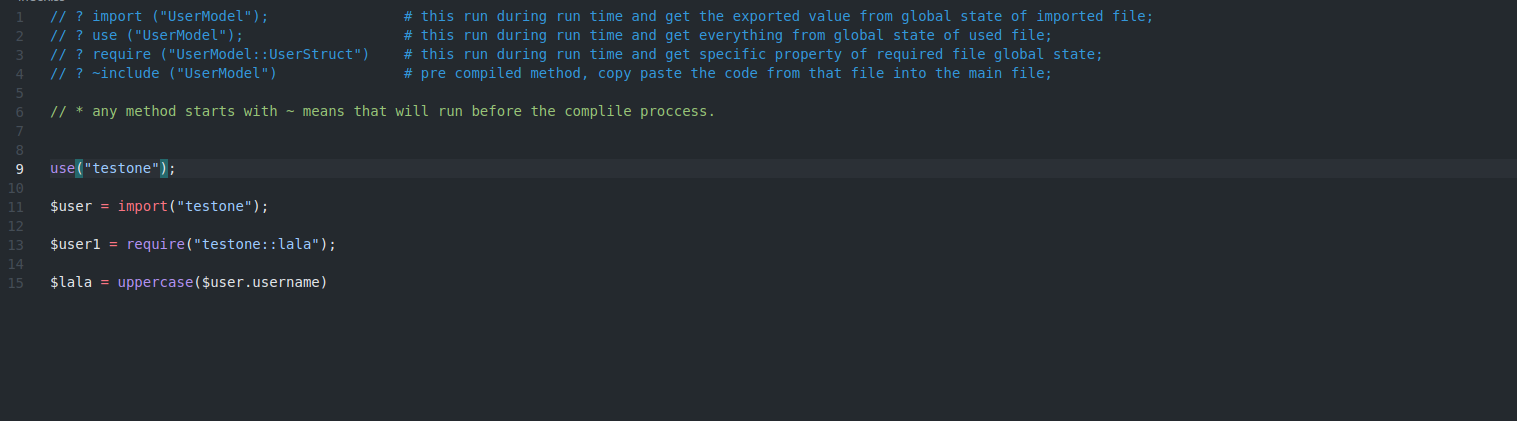 1 // ? import ("UserModel"); # this run during run time and get the exported value from global state of imported file;
2 // ? use ("UserModel"); # this run during run time and get everything from global state of used file;
3 // ? require ("UserModel::UserStruct") # this run during run time and get specific property of required file global state;
4 // ? ~include ("UserModel") # pre compiled method, copy paste the code from that file into the main file;
5
6 // * any method starts with ~ means that will run before the complile proccess.
7
8
9 use("testone");
10
11 $user = import("testone");
12
13 $user1 = require("testone::lala");
14
15 $lala = uppercase($user.username)